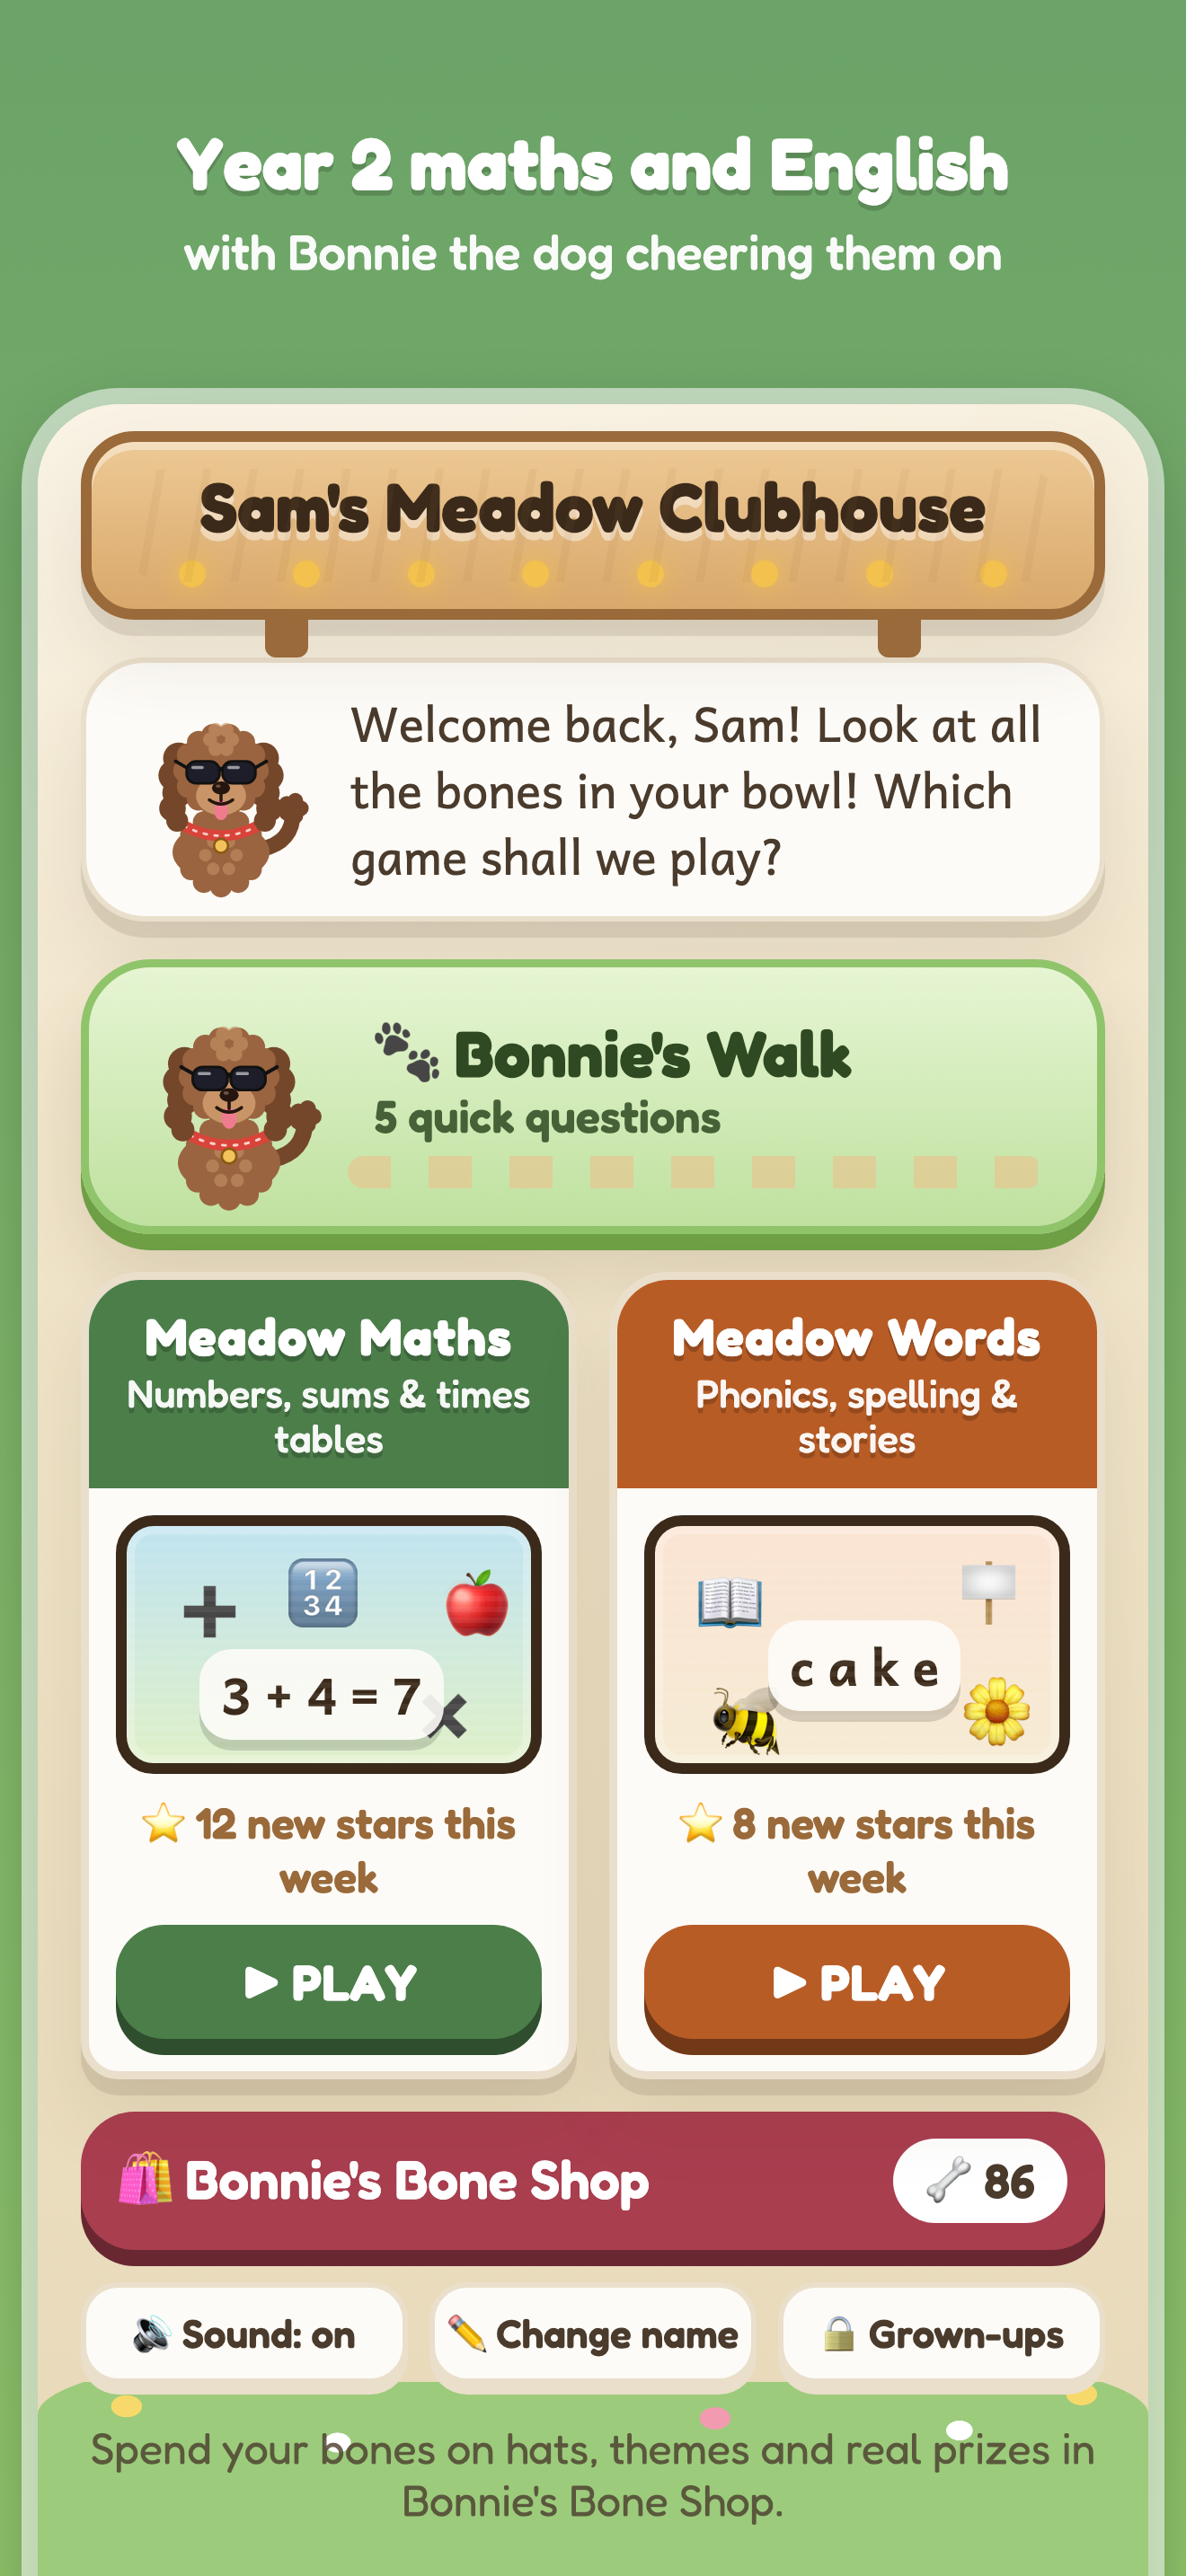 Year 2 maths and English
with Bonnie the dog cheering them on
Sam's Meadow Clubhouse
Welcome back, Sam! Look at all
the bones in your bowl! Which
game shall we play?
Bonnie's Walk
5 quick questions
Meadow Maths
Numbers, sums & times
tables
1 2
3 4
3 + 4 = 7
⭐ 12 new stars this
week
▶ PLAY
Meadow Words
Phonics, spelling &
stories
c a k e
⭐ 8 new stars this
week
▶ PLAY
Bonnie's Bone Shop
86
Sound: on
Change name
Grown-ups
Spend your bones on hats, themes and real prizes in
Bonnie's Bone Shop.